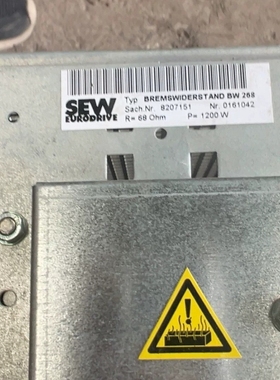 SEW
EURODRIVE
Typ BREMSWIDERSTAND BW 268
Sach.Nr. 8207151 Nr. 0161042
R= 68 Ohm P= 1200 W